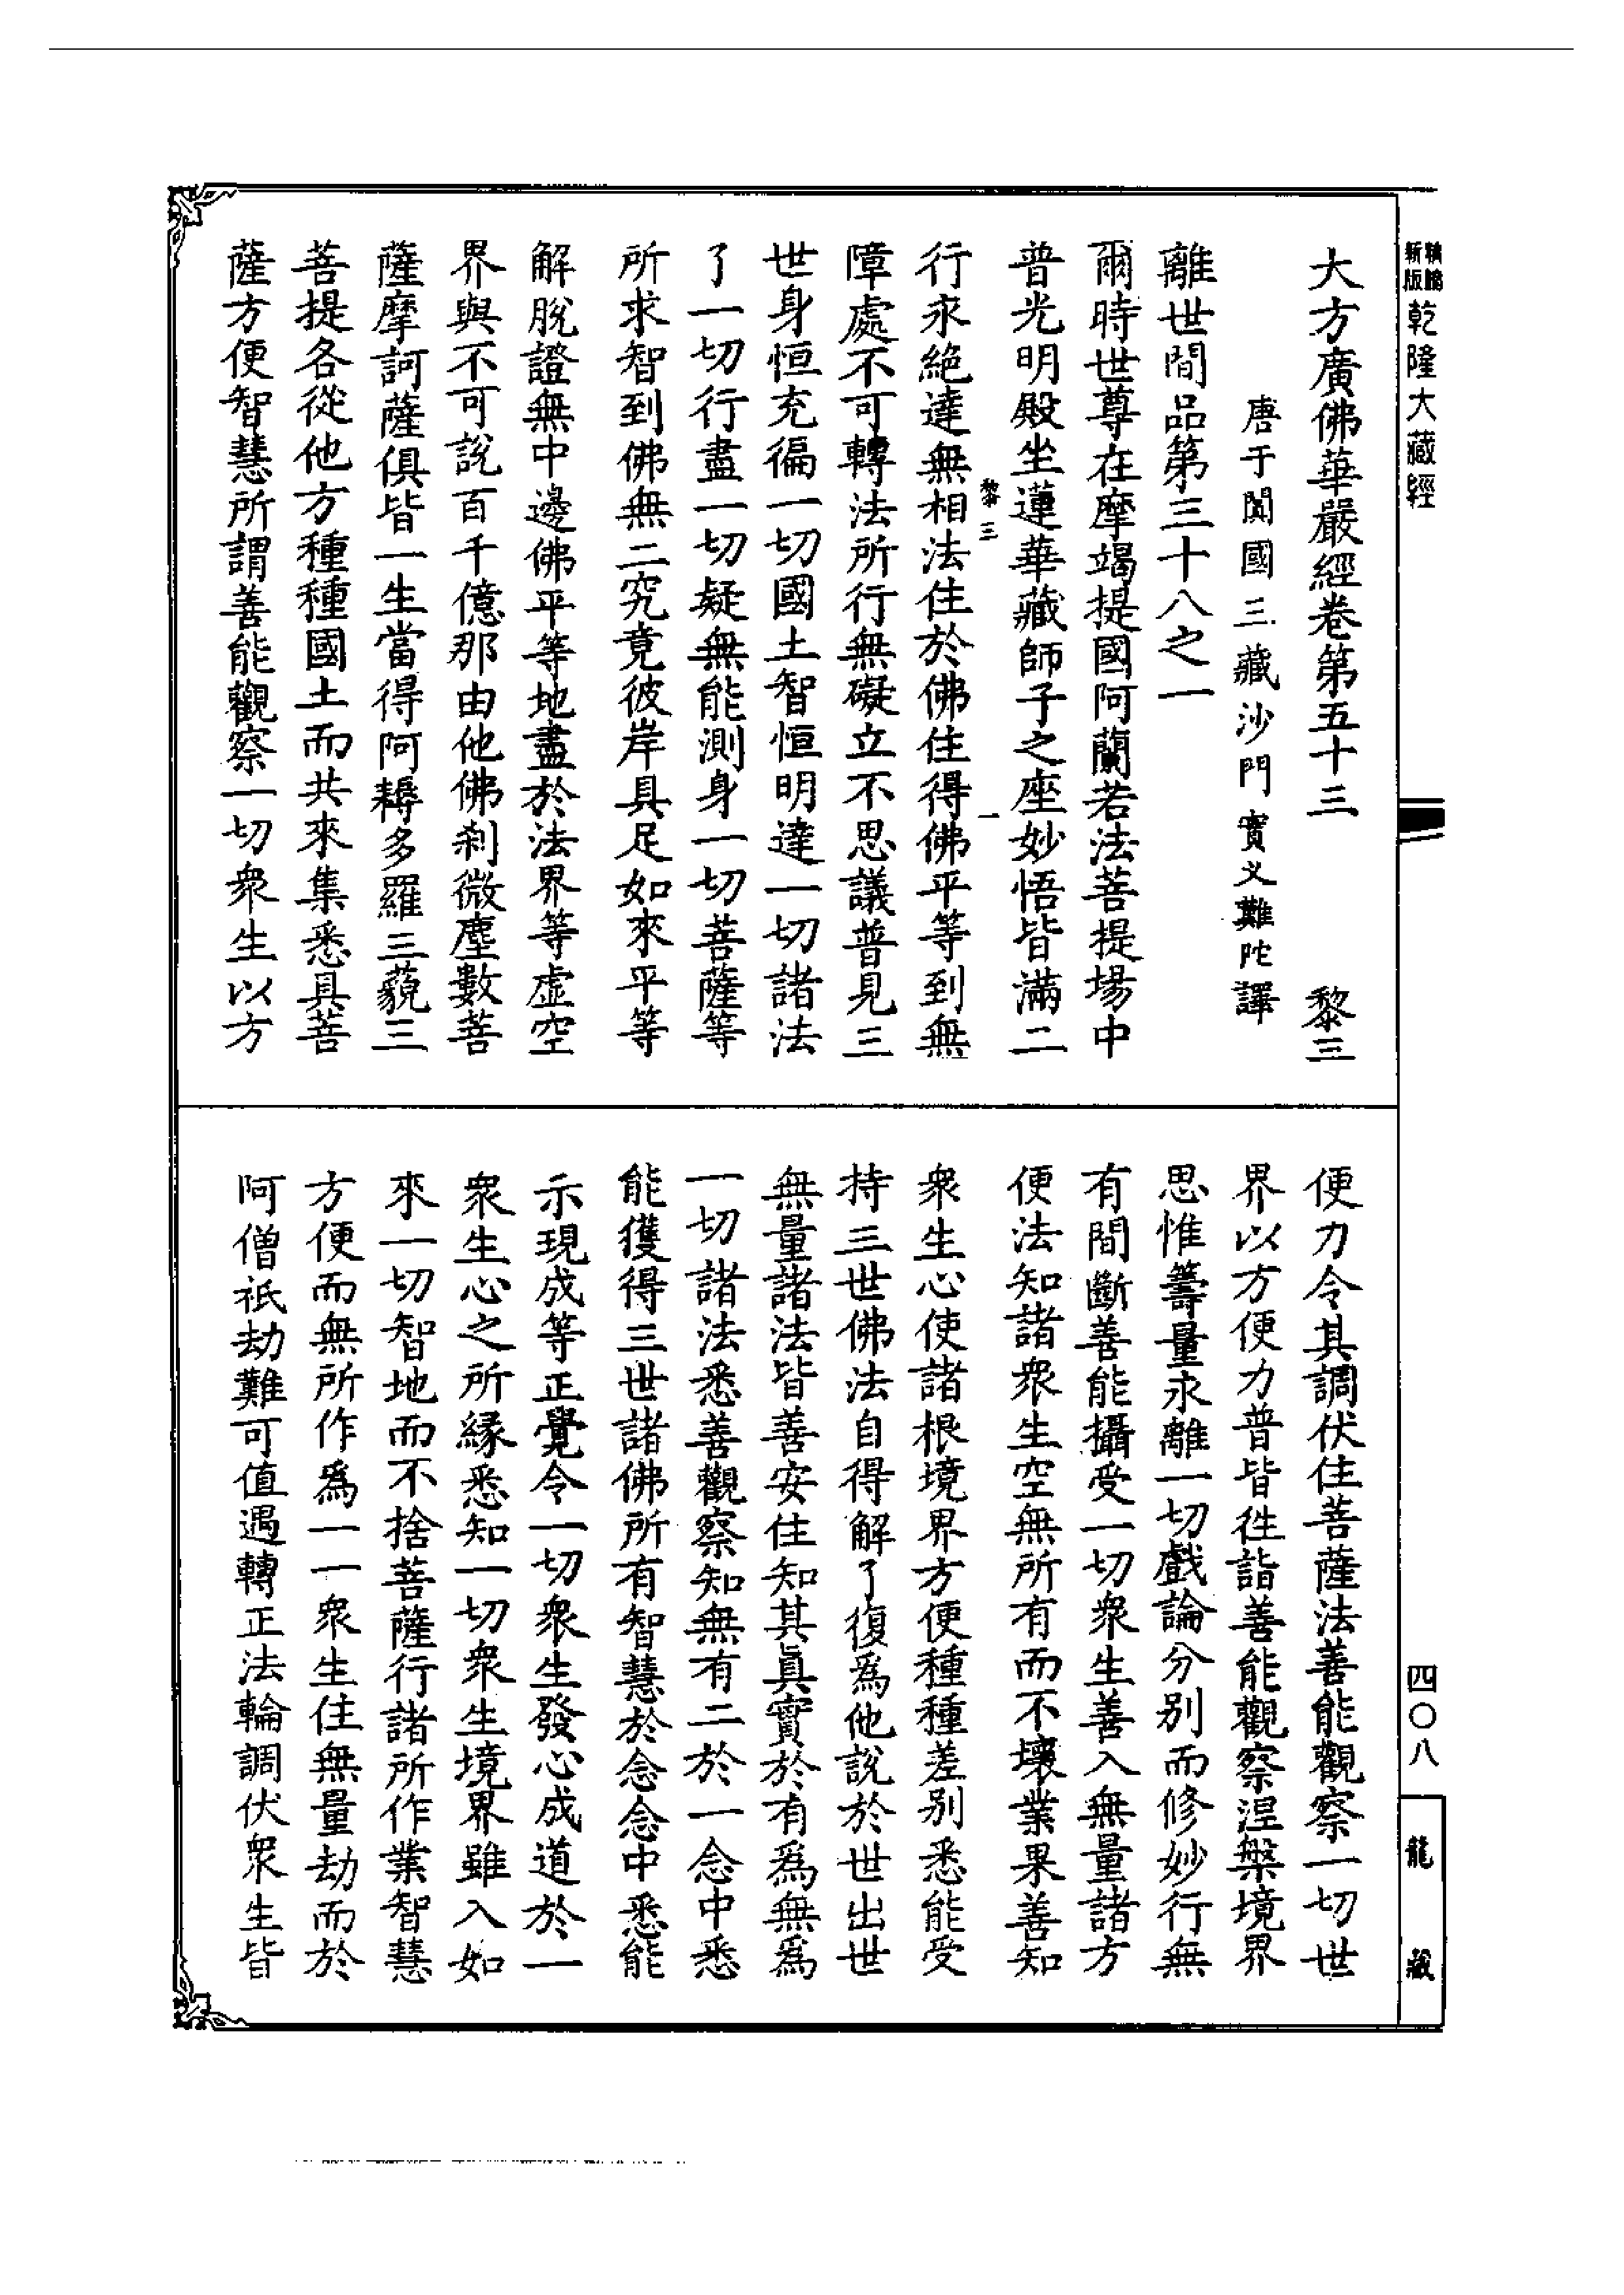 新版
精縮
乾隆大藏經
大方廣佛華嚴經卷第五十三　黎三
唐于闐國三藏沙門實叉難陀譯
離世間品第三十八之一
爾時世尊在摩竭提國阿蘭若法菩提場中
普光明殿坐蓮華藏師子之座妙悟皆滿二
黎三　一
行永絕達無相法住於佛住得佛平等到無
障處不可轉法所行無礙立不思議普見三
世身恒充徧一切國土智恒明達一切諸法
了一切行盡一切疑無能測身一切菩薩等
所求智到佛無二究竟彼岸具足如來平等
解脫證無中邊佛平等地盡於法界等虛空
界與不可說百千億那由他佛剎微塵數菩
薩摩訶薩俱皆一生當得阿耨多羅三藐三
菩提各從他方種種國土而共來集悉具菩
薩方便智慧所謂善能觀察一切衆生以方
便力令其調伏住菩薩法善能觀察一切世
界以方便力普皆往詣善能觀察涅槃境界
思惟籌量永離一切戲論分別而修妙行無
有間斷善能攝受一切衆生善入無量諸方
便法知諸衆生空無所有而不壞業果善知
衆生心使諸根境界方便種種差別悉能受
持三世佛法自得解了復爲他說於世出世
無量諸法皆善安住知其眞實於有爲無爲
一切諸法悉善觀察知無有二於一念中悉
能獲得三世諸佛所有智慧於念念中悉能
示現成等正覺令一切衆生發心成道於一
衆生心之所緣悉知一切衆生境界雖入如
來一切智地而不捨菩薩行諸所作業智慧
方便而無所作爲一一衆生住無量劫而於
阿僧祇劫難可值遇轉正法輪調伏衆生皆
四〇八
龍藏